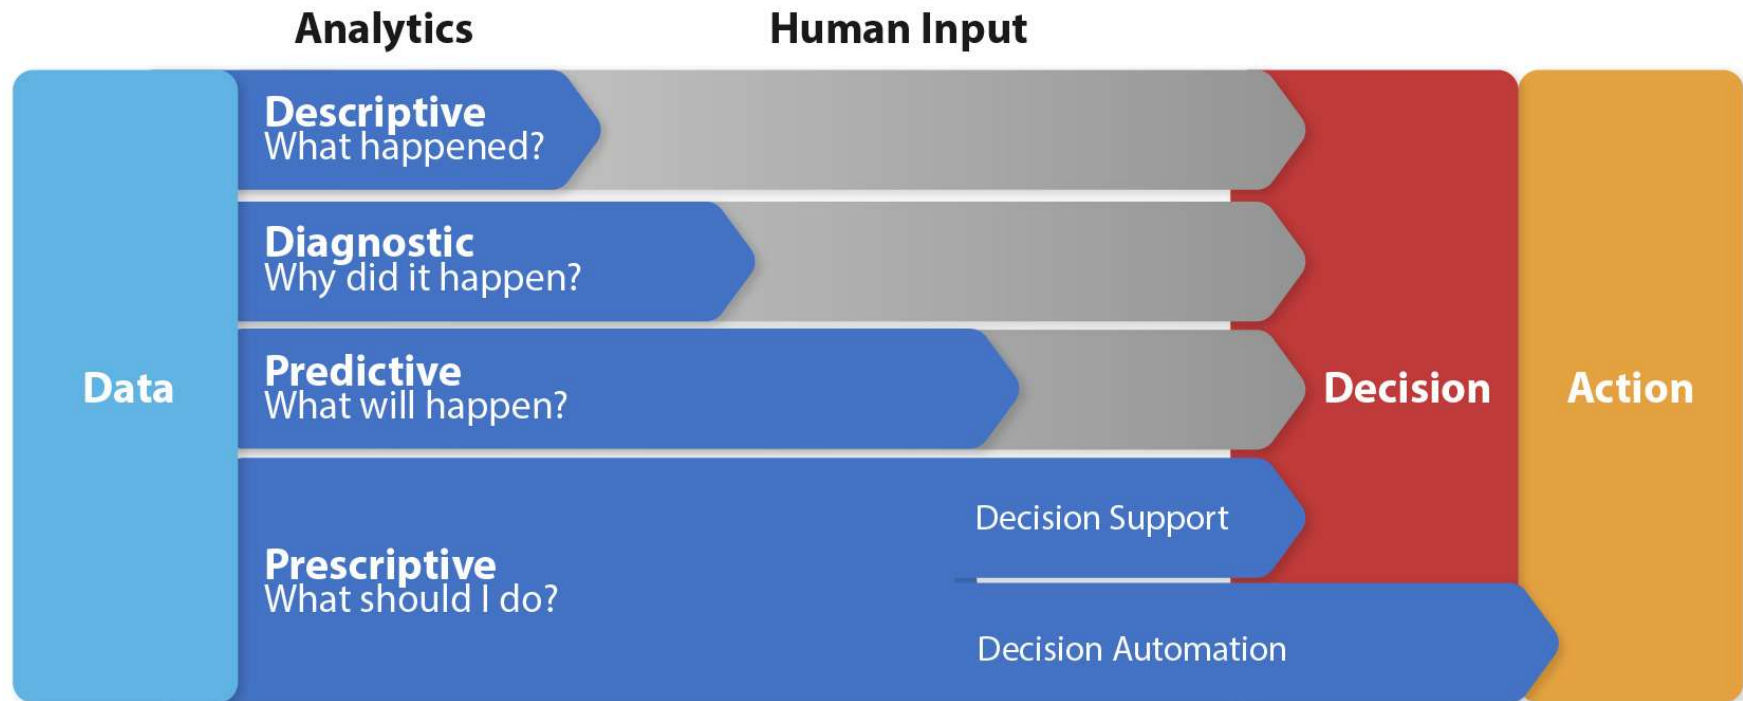 Analytics
Human Input
Data
Descriptive
What happened?
Diagnostic
Why did it happen?
Predictive
What will happen?
Prescriptive
What should I do?
Decision Support
Decision Automation
Decision
Action